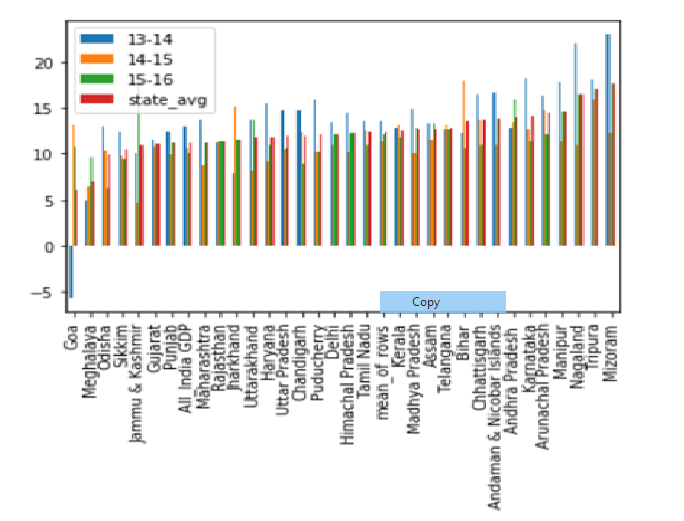 13-14
14-15
15-16
state_avg
20
15
10
5
0
−5
Copy
Goa
Meghalaya
Odisha
Sikkim
Jammu & Kashmir
Gujarat
Punjab
All India GDP
Maharashtra
Rajasthan
Jharkhand
Uttarakhand
Haryana
Uttar Pradesh
Chandigarh
Puducherry
Delhi
Himachal Pradesh
Tamil Nadu
mean_of_rows
Kerala
Madhya Pradesh
Assam
Telangana
Bihar
Chhattisgarh
Andaman & Nicobar Islands
Andhra Pradesh
Karnataka
Arunachal Pradesh
Manipur
Nagaland
Tripura
Mizoram